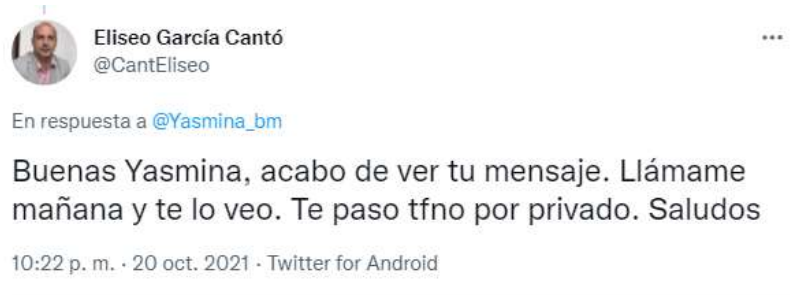 Eliseo García Cantó
@CantEliseo
En respuesta a @Yasmina_bm
Buenas Yasmina, acabo de ver tu mensaje. Llámame
mañana y te lo veo. Te paso tfno por privado. Saludos
10:22 p. m. · 20 oct. 2021 · Twitter for Android